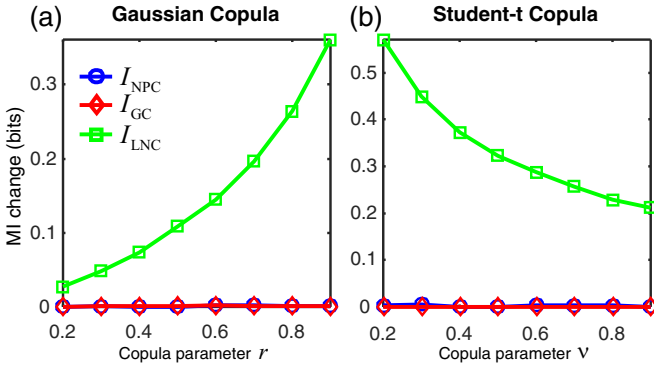 (a) Gaussian Copula
(b) Student-t Copula
MI change (bits)
0.3
0.2
0.1
0
I_NPC
I_GC
I_LNC
0.2 0.4 0.6 0.8
Copula parameter r
0.5
0.4
0.3
0.2
0.1
0
0.2 0.4 0.6 0.8
Copula parameter ν